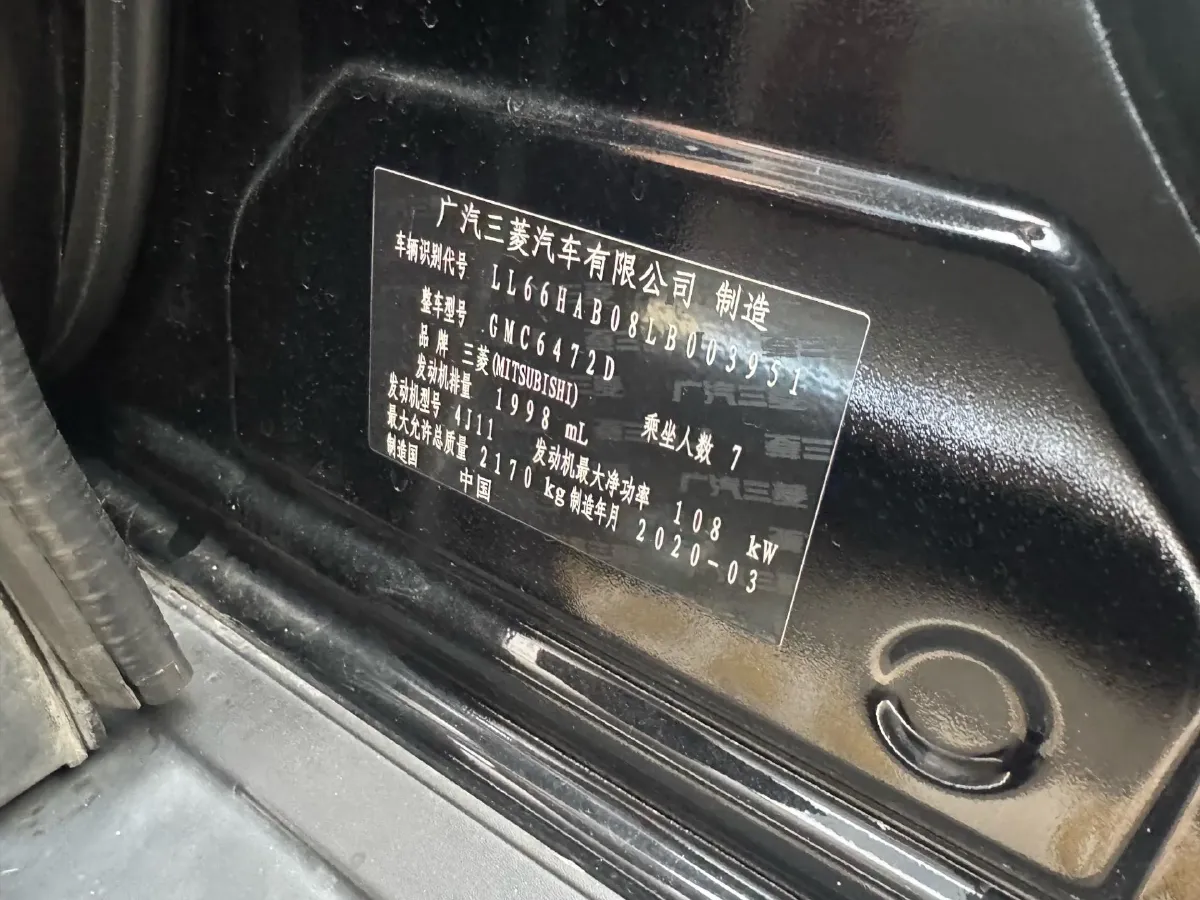 广汽三菱汽车有限公司 制造
车辆识别代号 LL66HAB08LB003951
整车型号 GMC6472D
品牌 三菱(MITSUBISHI)
发动机排量 1998 mL 乘坐人数 7
发动机型号 4J11 发动机最大净功率 108 kW
最大允许总质量 2170 kg 制造年月 2020-03
制造国 中国